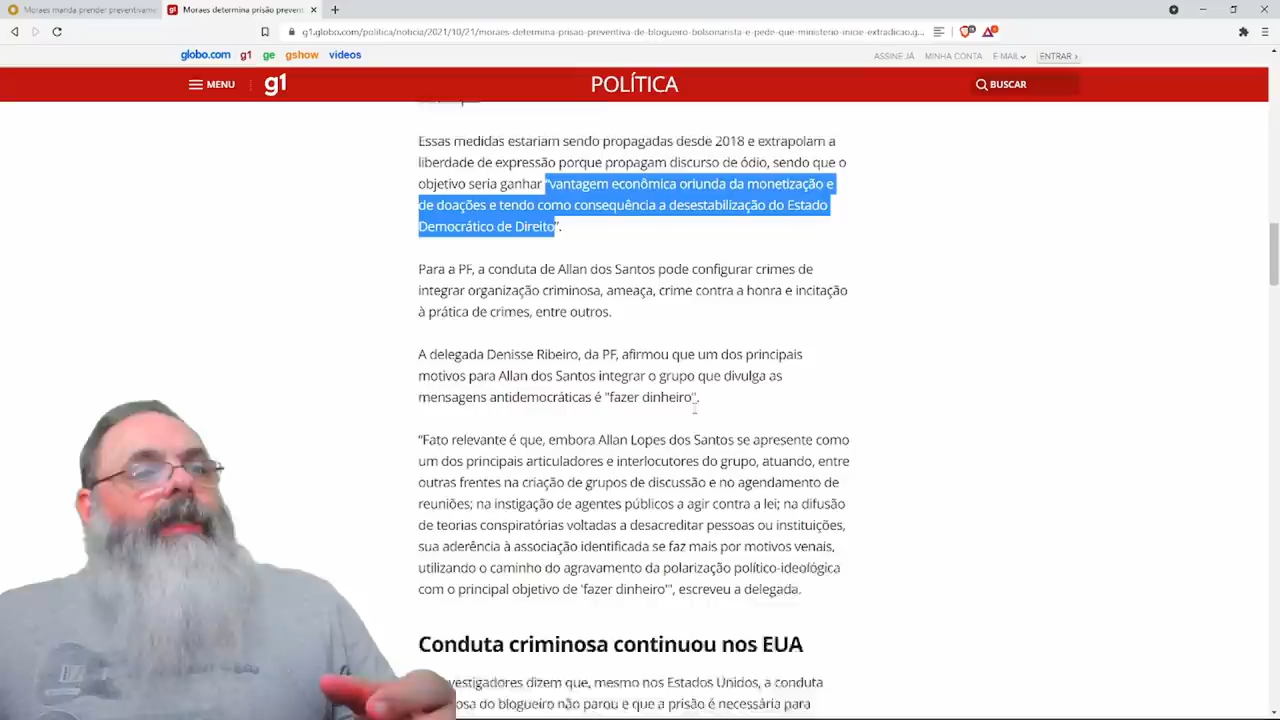 Moraes manda prender preventivame
Moraes determina prisão preven
g1.globo.com/politica/noticia/2021/10/21/moraes-determina-prisao-preventiva-de-blogueiro-bolsonarista-e-pede-que-ministerio-inicie-extradicao.g...
globo.com g1 ge gshow videos ASSINE JÁ MINHA CONTA E-MAIL ENTRAR ›
MENU g1 POLÍTICA BUSCAR
Essas medidas estariam sendo propagadas desde 2018 e extrapolam a
liberdade de expressão porque propagam discurso de ódio, sendo que o
objetivo seria ganhar "vantagem econômica oriunda da monetização e
de doações e tendo como consequência a desestabilização do Estado
Democrático de Direito".
Para a PF, a conduta de Allan dos Santos pode configurar crimes de
integrar organização criminosa, ameaça, crime contra a honra e incitação
à prática de crimes, entre outros.
A delegada Denisse Ribeiro, da PF, afirmou que um dos principais
motivos para Allan dos Santos integrar o grupo que divulga as
mensagens antidemocráticas é "fazer dinheiro".
"Fato relevante é que, embora Allan Lopes dos Santos se apresente como
um dos principais articuladores e interlocutores do grupo, atuando, entre
outras frentes na criação de grupos de discussão e no agendamento de
reuniões; na instigação de agentes públicos a agir contra a lei; na difusão
de teorias conspiratórias voltadas a desacreditar pessoas ou instituições,
sua aderência à associação identificada se faz mais por motivos venais,
utilizando o caminho do agravamento da polarização político-ideológica
com o principal objetivo de 'fazer dinheiro'", escreveu a delegada.
Conduta criminosa continuou nos EUA
vestigadores dizem que, mesmo nos Estados Unidos, a conduta
osa do blogueiro não parou e que a prisão é necessária para